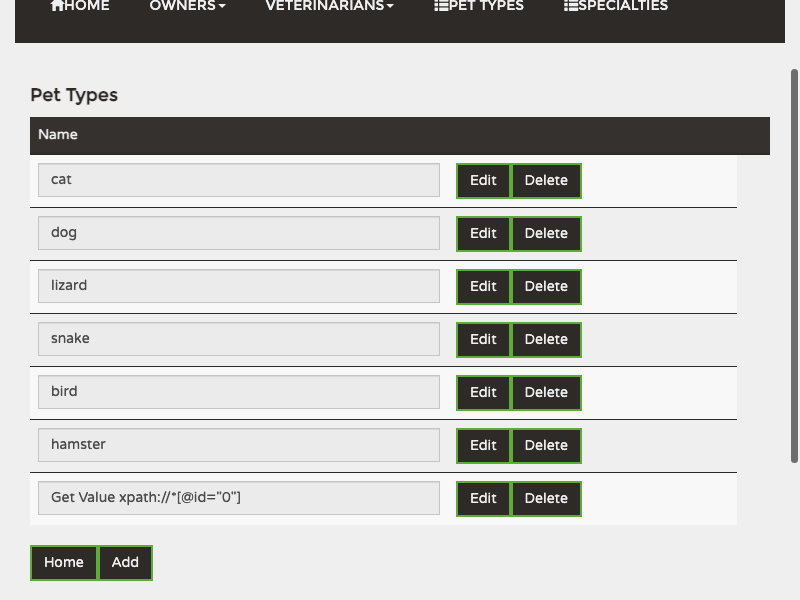 HOME OWNERS VETERINARIANS PET TYPES SPECIALTIES
Pet Types
Name
cat Edit Delete
dog Edit Delete
lizard Edit Delete
snake Edit Delete
bird Edit Delete
hamster Edit Delete
Get Value xpath://*[@id="0"] Edit Delete
Home Add